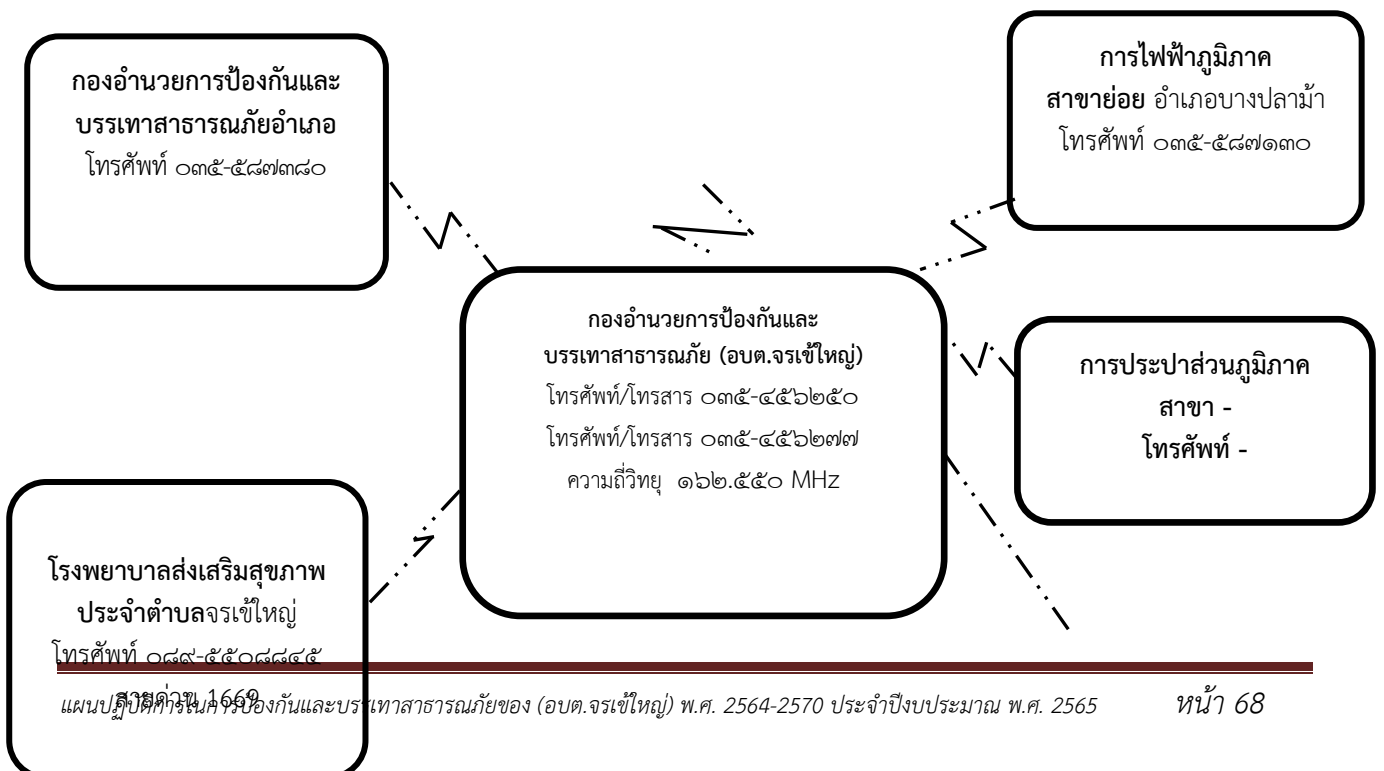 กองอำนวยการป้องกันและ
บรรเทาสาธารณภัยอำเภอ
โทรศัพท์ ๐๓๕-๕๘๗๓๘๐
การไฟฟ้าภูมิภาค
สาขาย่อย อำเภอบางปลาม้า
โทรศัพท์ ๐๓๕-๕๘๗๑๓๐
กองอำนวยการป้องกันและ
บรรเทาสาธารณภัย (อบต.จรเข้ใหญ่)
โทรศัพท์/โทรสาร ๐๓๕-๔๕๖๒๕๐
โทรศัพท์/โทรสาร ๐๓๕-๔๕๖๒๗๗
ความถี่วิทยุ ๑๖๒.๕๕๐ MHz
การประปาส่วนภูมิภาค
สาขา -
โทรศัพท์ -
โรงพยาบาลส่งเสริมสุขภาพ
ประจำตำบลจรเข้ใหญ่
โทรศัพท์ ๐๘๙-๕๕๐๘๘๔๕
สายด่วน 1669
แผนปฏิบัติการในการป้องกันและบรรเทาสาธารณภัยของ (อบต.จรเข้ใหญ่) พ.ศ. 2564-2570 ประจำปีงบประมาณ พ.ศ. 2565 หน้า 68